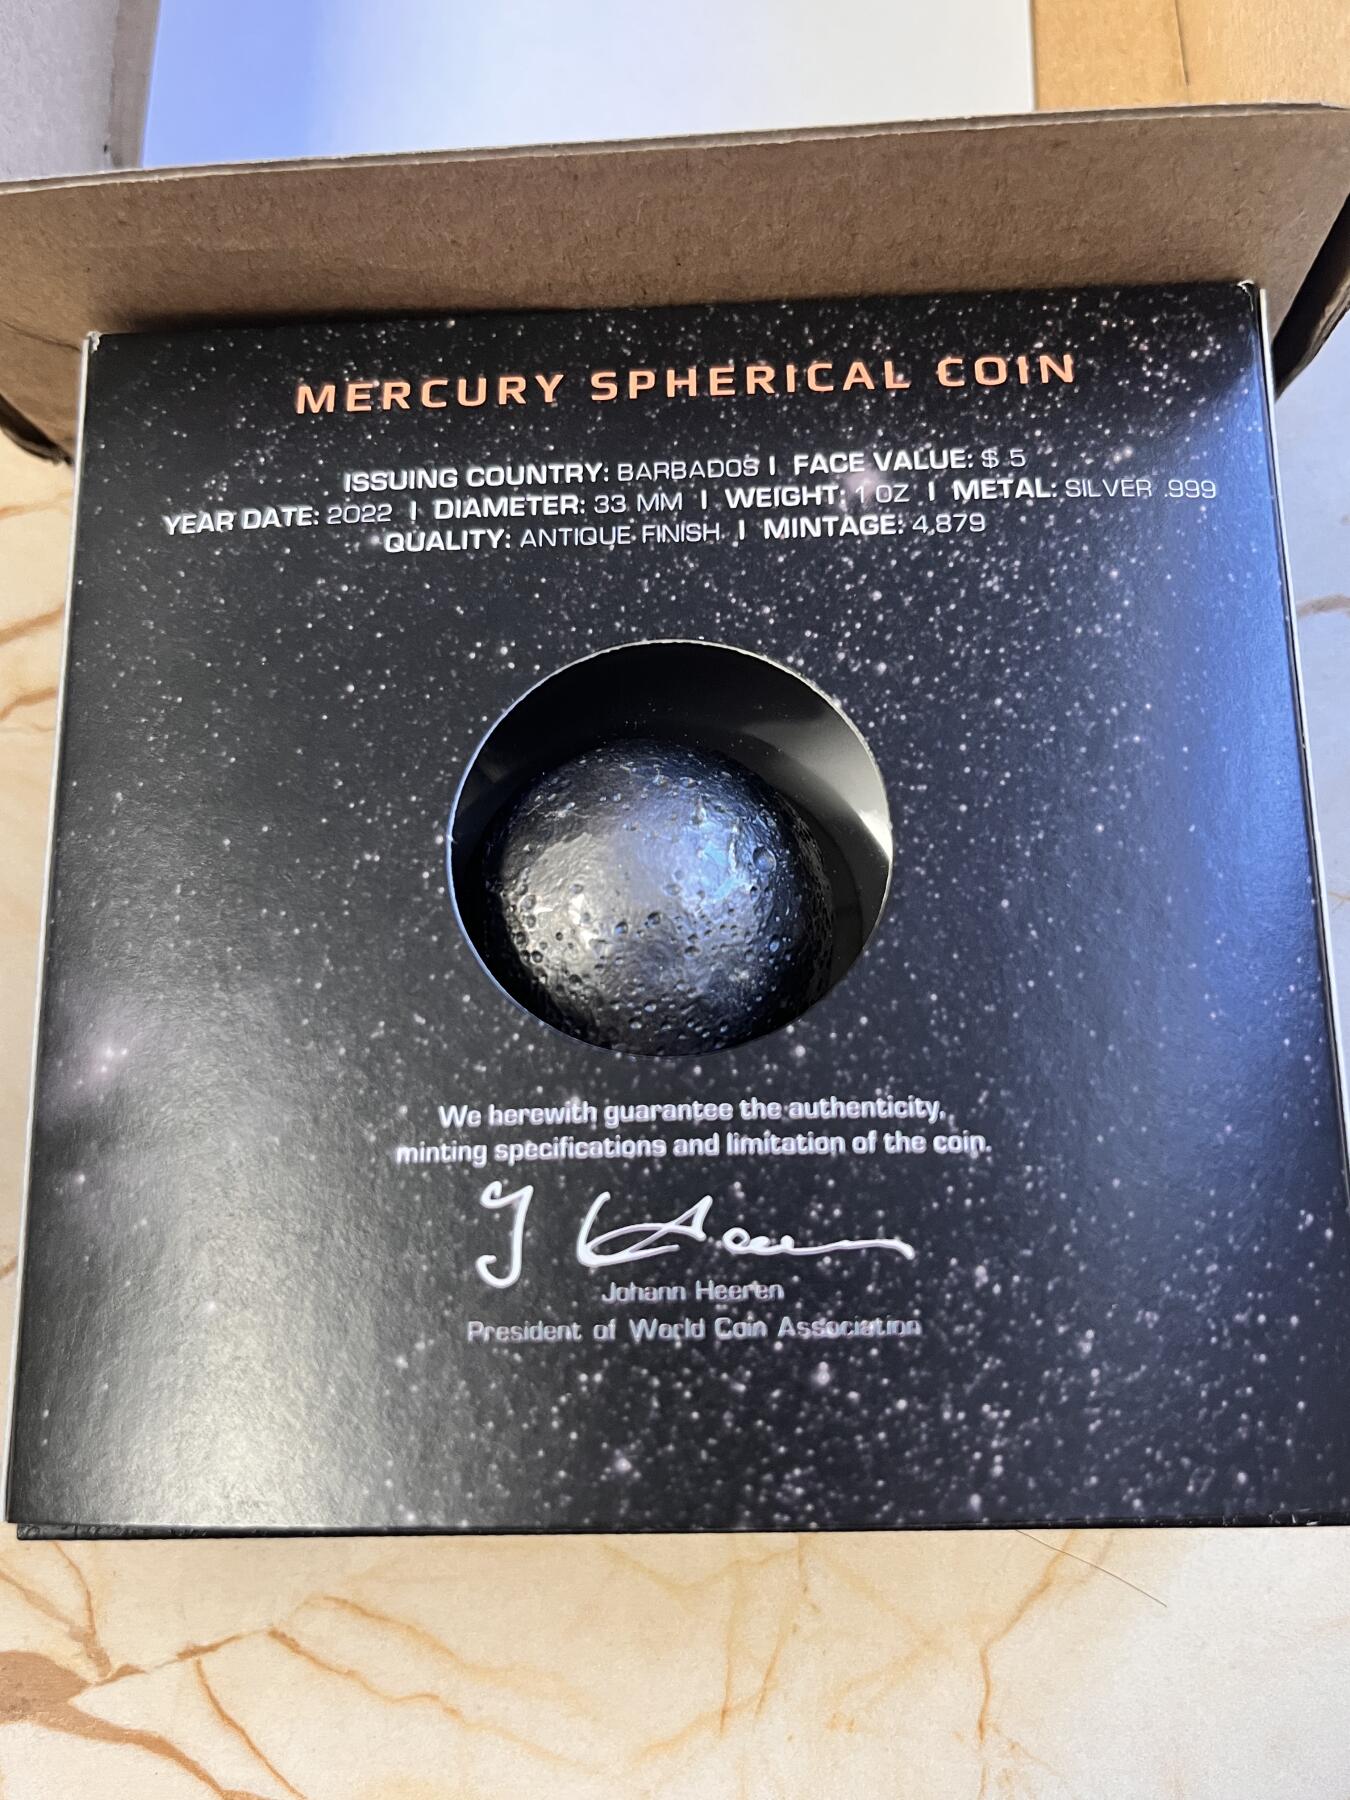 MERCURY SPHERICAL COIN
ISSUING COUNTRY: BARBADOS I FACE VALUE: $ 5
YEAR DATE: 2022 I DIAMETER: 33 MM I WEIGHT: 1 OZ I METAL: SILVER .999
QUALITY: ANTIQUE FINISH I MINTAGE: 4,879
We herewith guarantee the authenticity,
minting specifications and limitation of the coin.
Johann Heeren
President of World Coin Association